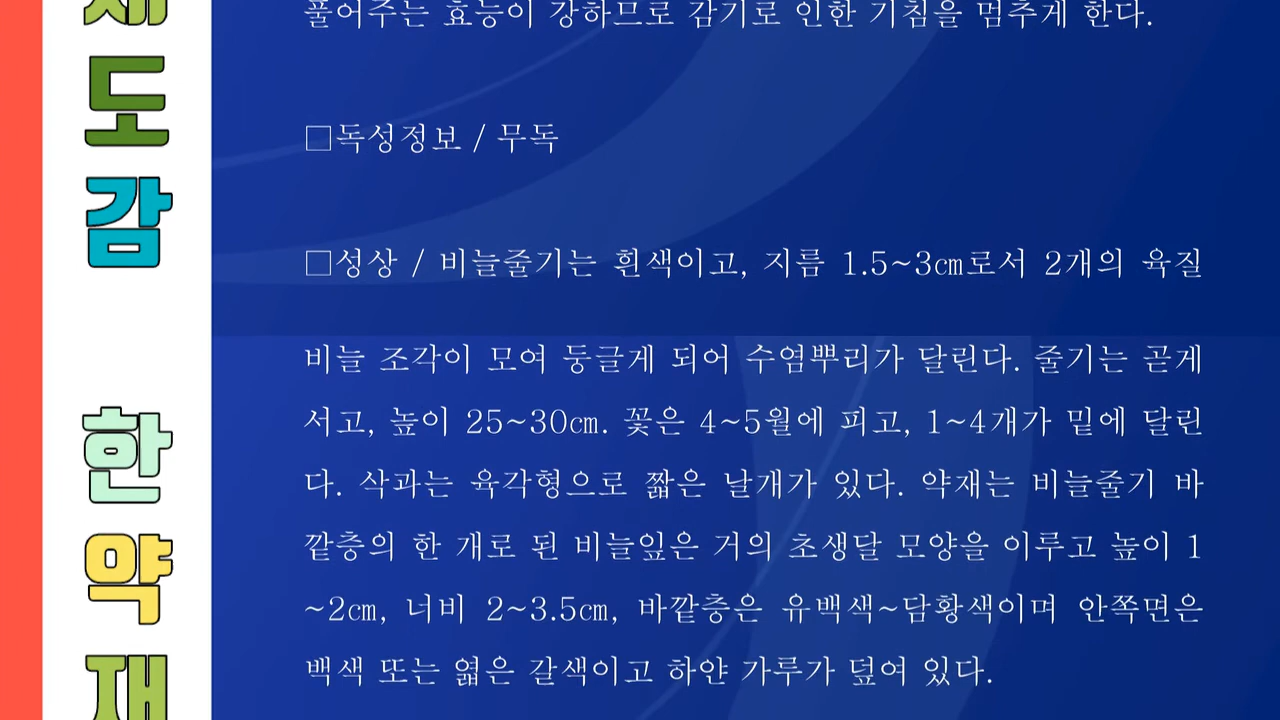 재
도
감
한
약
재
풀어주는 효능이 강하므로 감기로 인한 기침을 멈추게 한다.
□독성정보 / 무독
□성상 / 비늘줄기는 흰색이고, 지름 1.5~3cm로서 2개의 육질
비늘 조각이 모여 둥글게 되어 수염뿌리가 달린다. 줄기는 곧게
서고, 높이 25~30cm. 꽃은 4~5월에 피고, 1~4개가 밑에 달린
다. 삭과는 육각형으로 짧은 날개가 있다. 약재는 비늘줄기 바
깥층의 한 개로 된 비늘잎은 거의 초생달 모양을 이루고 높이 1
~2cm, 너비 2~3.5cm, 바깥층은 유백색~담황색이며 안쪽면은
백색 또는 엷은 갈색이고 하얀 가루가 덮여 있다.